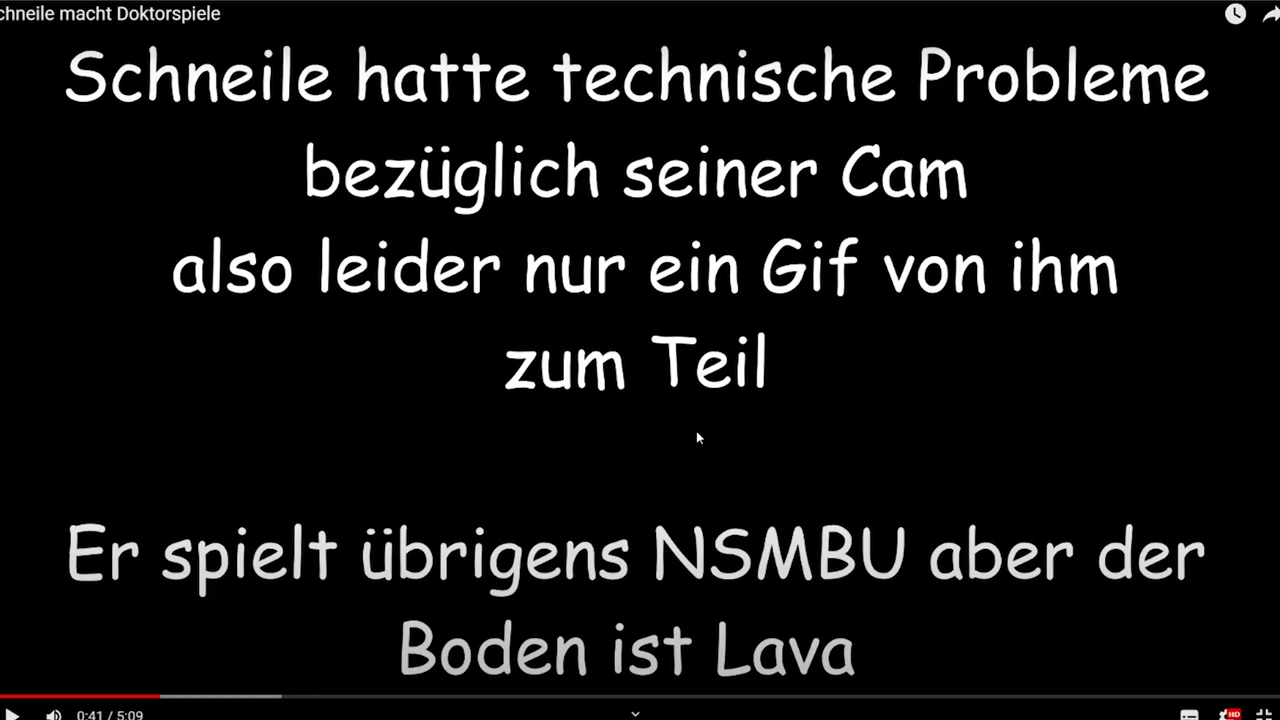 chneile macht Doktorspiele
Schneile hatte technische Probleme
bezüglich seiner Cam
also leider nur ein Gif von ihm
zum Teil
Er spielt übrigens NSMBU aber der
Boden ist Lava
0:41 / 5:09
HD